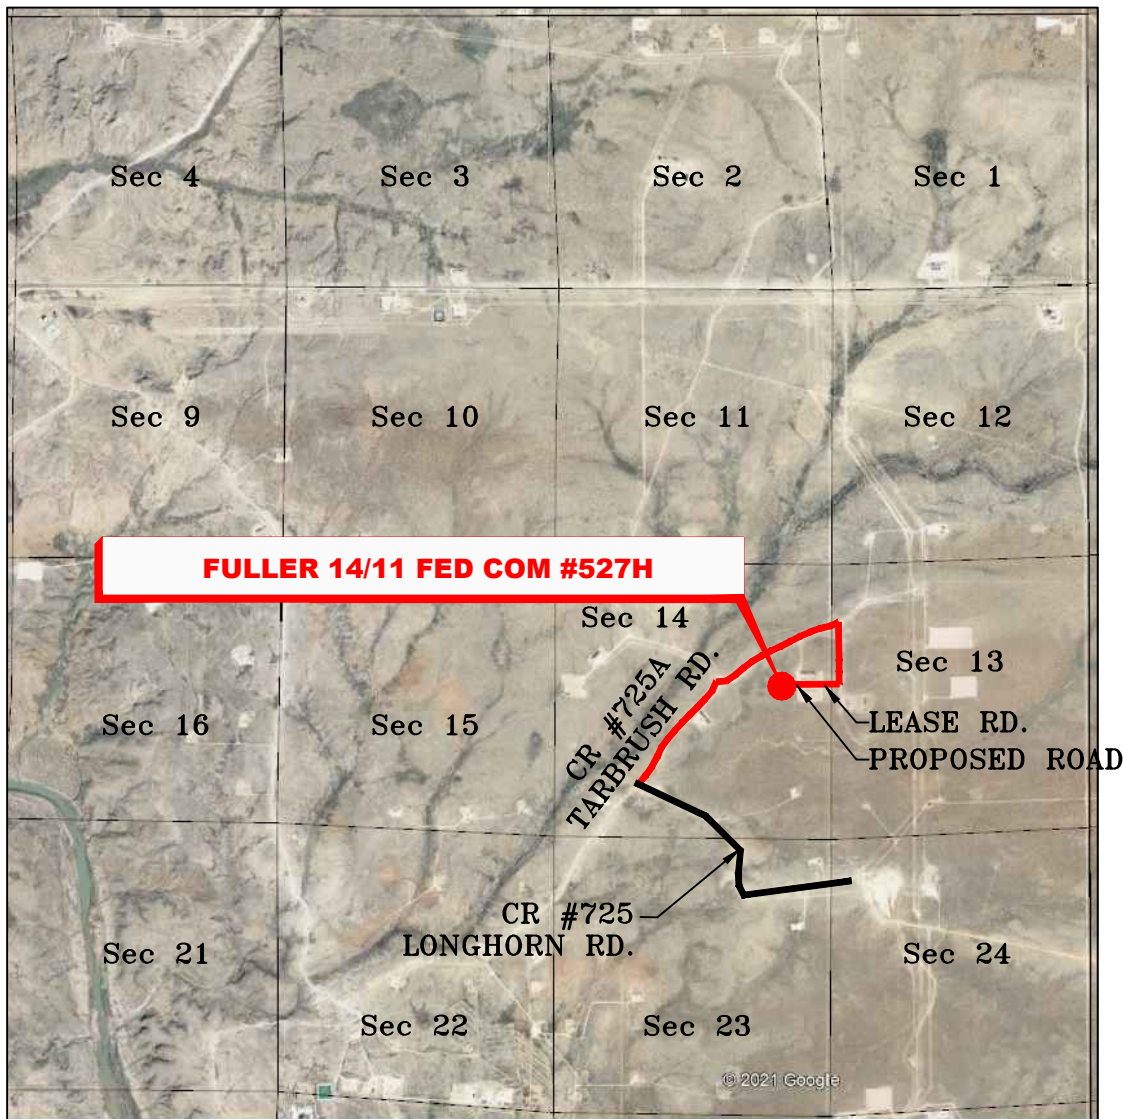 Sec 4
Sec 3
Sec 2
Sec 1
Sec 9
Sec 10
Sec 11
Sec 12
FULLER 14/11 FED COM #527H
Sec 14
Sec 13
CR #725A
TARBRUSH RD.
Sec 16
Sec 15
LEASE RD.
PROPOSED ROAD
CR #725
LONGHORN RD.
Sec 21
Sec 24
Sec 22
Sec 23
© 2021 Google